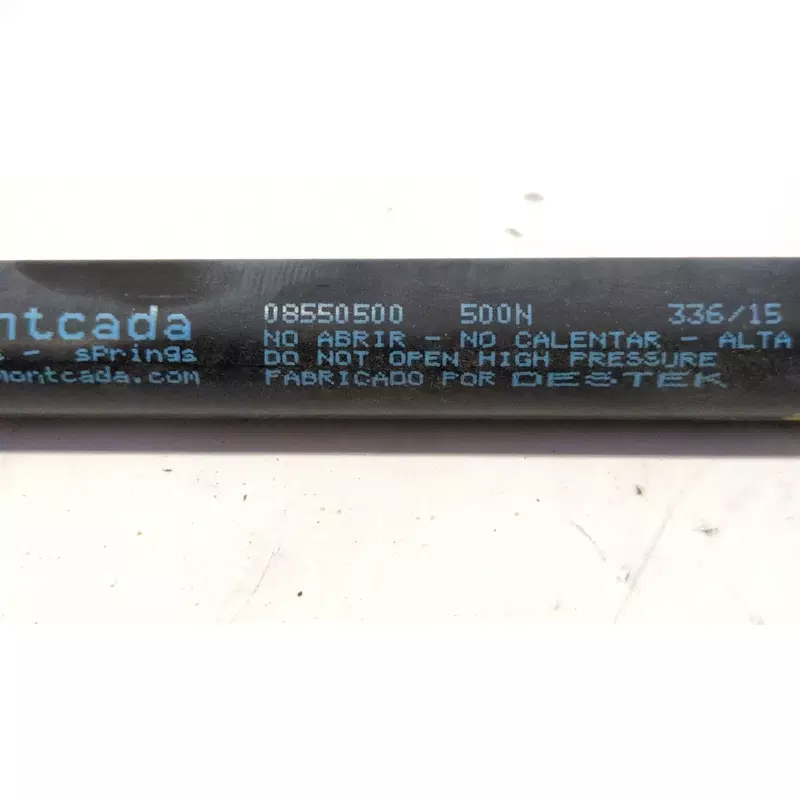 ntcada 08550500 500N 336/15
- sPrings NO ABRIR - NO CALENTAR - ALTA
DO NOT OPEN HIGH PRESSURE
montcada.com FABRICADO POR DESTEK